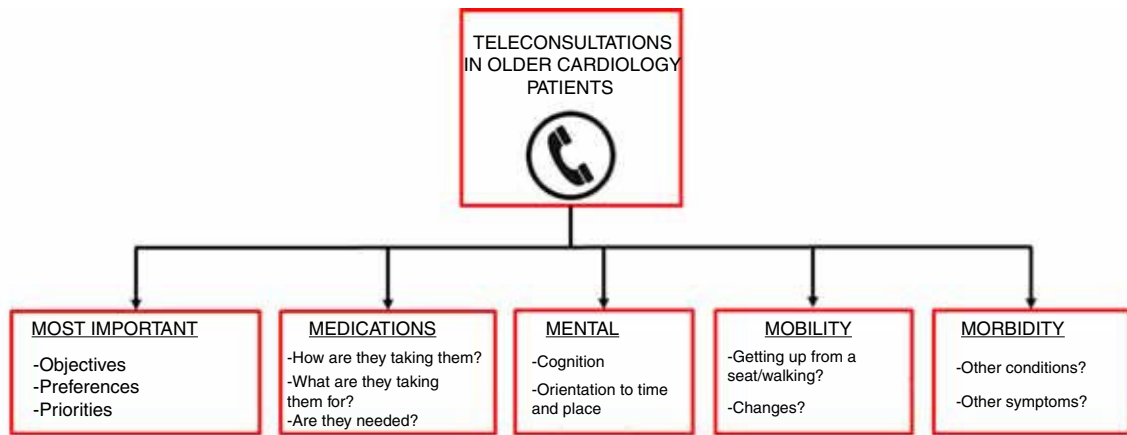 TELECONSULTATIONS
IN OLDER CARDIOLOGY
PATIENTS
MOST IMPORTANT
-Objectives
-Preferences
-Priorities
MEDICATIONS
-How are they taking them?
-What are they taking
them for?
-Are they needed?
MENTAL
-Cognition
-Orientation to time
and place
MOBILITY
-Getting up from a
seat/walking?
-Changes?
MORBIDITY
-Other conditions?
-Other symptoms?